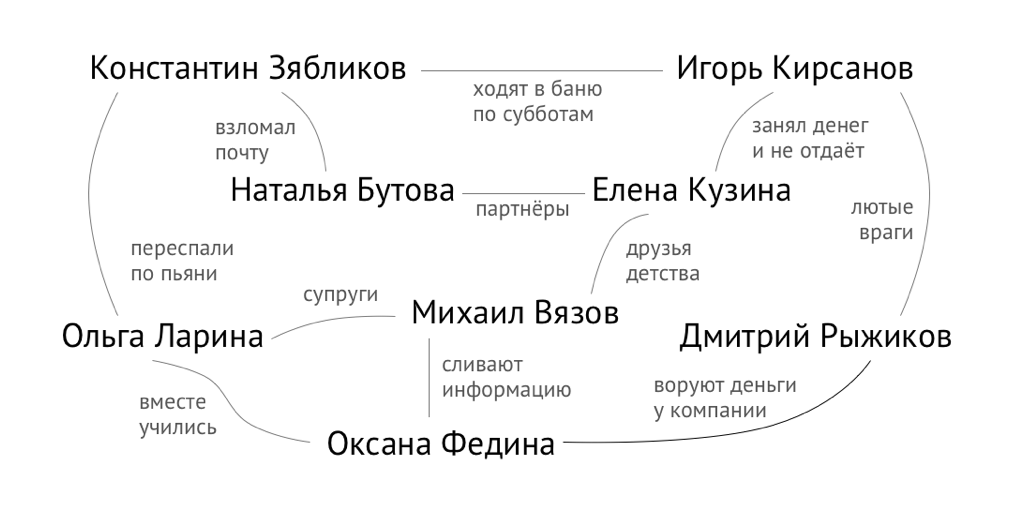 Константин Зябликов
Игорь Кирсанов
ходят в баню
по субботам
взломал
почту
занял денег
и не отдаёт
Наталья Бутова
Елена Кузина
партнёры
лютые
враги
переспали
по пьяни
друзья
детства
супруги
Михаил Вязов
Ольга Ларина
Дмитрий Рыжиков
сливают
информацию
воруют деньги
у компании
вместе
учились
Оксана Федина